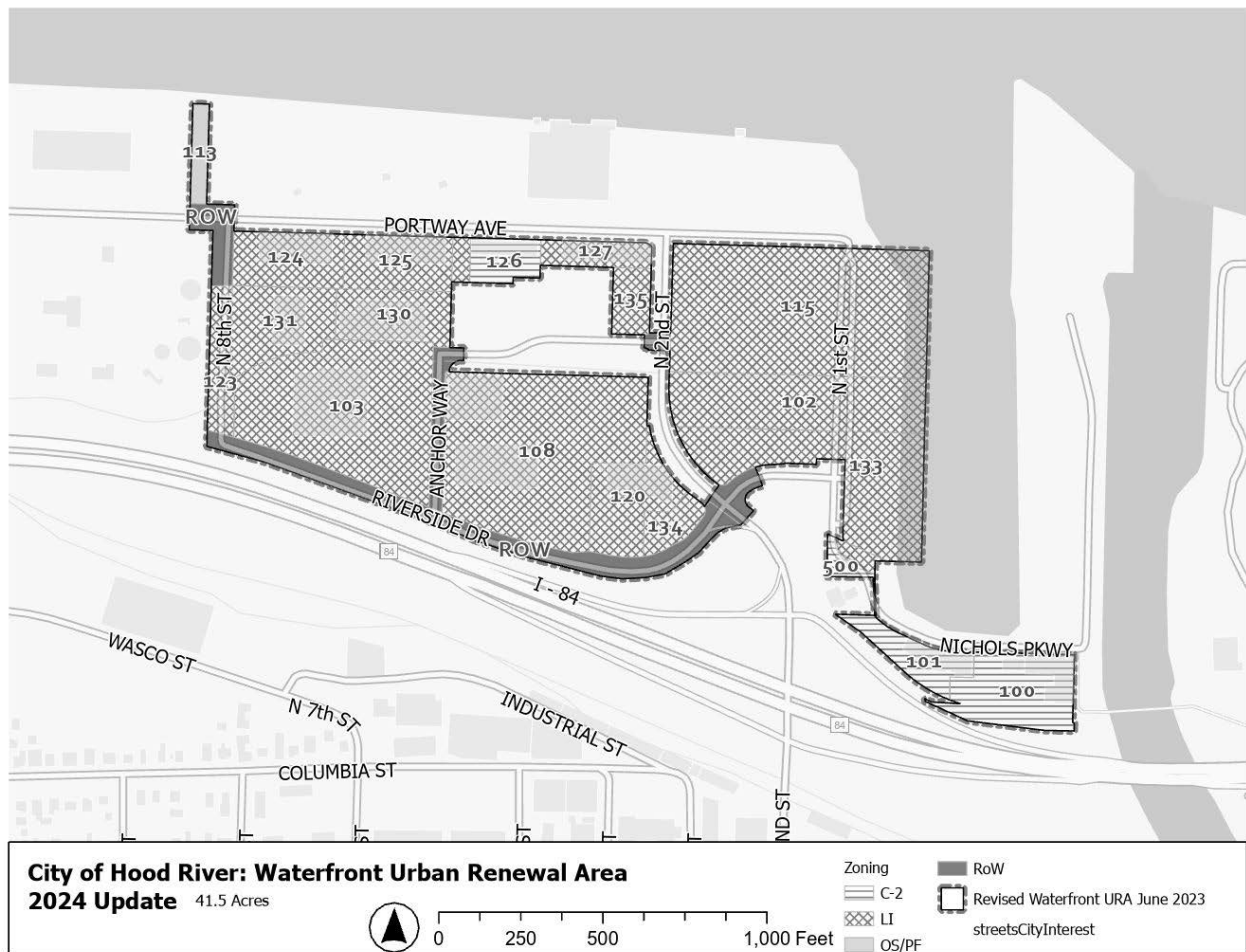 113
ROW
PORTWAY AVE
124
125
126
127
115
131
130
135
N 8th ST
N 2nd ST
N 1st ST
123
103
102
ANCHOR WAY
108
120
133
134
RIVERSIDE DR
ROW
84
I - 84
500
NICHOLS PKWY
101
100
84
WASCO ST
N 7th ST
INDUSTRIAL ST
COLUMBIA ST
ND ST
ST
ST
ST
City of Hood River: Waterfront Urban Renewal Area
2024 Update 41.5 Acres
0 250 500 1,000 Feet
Zoning
C-2
LI
OS/PF
RoW
Revised Waterfront URA June 2023
streetsCityInterest